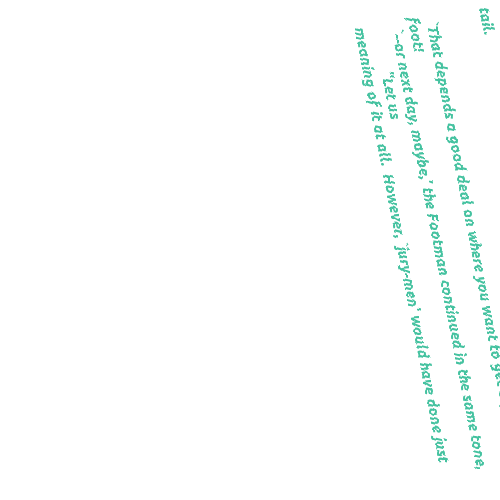 tail.
`That depends a good deal on where you want to get
foot!
`--or next day, maybe,' the Footman continued in the same tone,
"Let us
meaning of it at all. However, `jury-men' would have done just